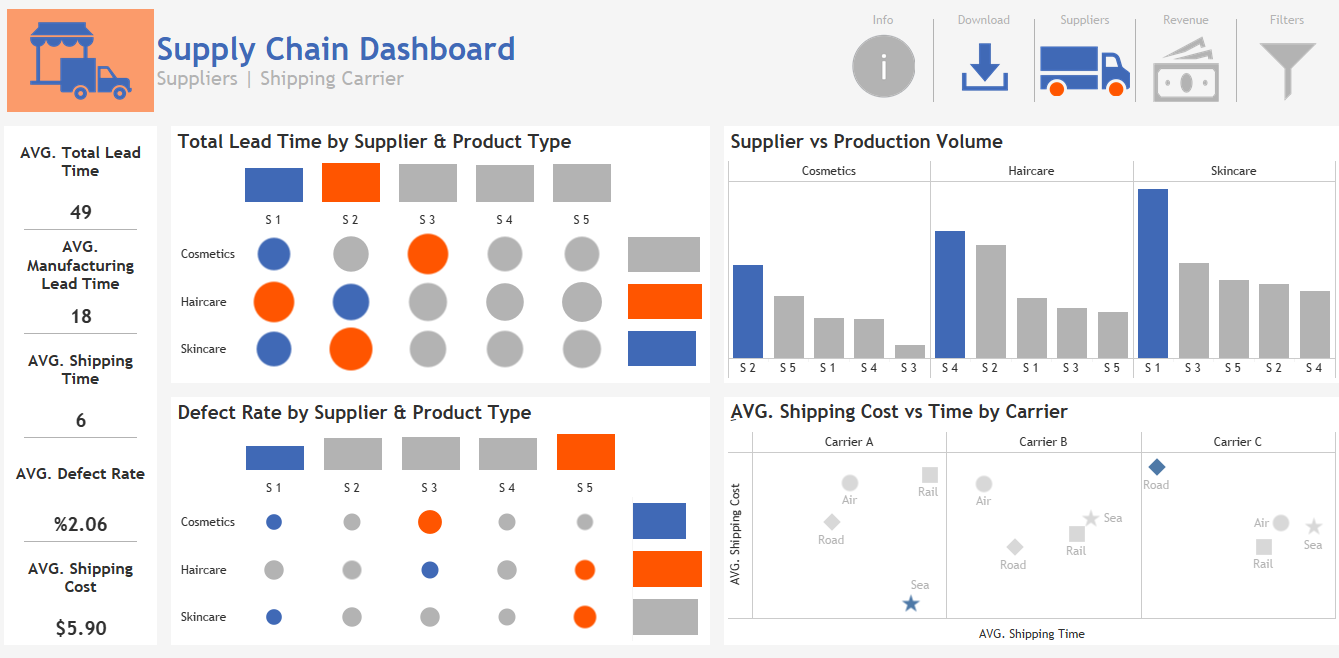 Info
Download
Suppliers
Revenue
Filters
i
Supply Chain Dashboard
Suppliers | Shipping Carrier
AVG. Total Lead
Time
49
AVG.
Manufacturing
Lead Time
18
AVG. Shipping
Time
6
AVG. Defect Rate
%2.06
AVG. Shipping
Cost
$5.90
Total Lead Time by Supplier & Product Type
S 1 S 2 S 3 S 4 S 5
Cosmetics
Haircare
Skincare
Supplier vs Production Volume
Cosmetics Haircare Skincare
S 2 S 5 S 1 S 4 S 3 S 4 S 2 S 1 S 3 S 5 S 1 S 3 S 5 S 2 S 4
Defect Rate by Supplier & Product Type
S 1 S 2 S 3 S 4 S 5
Cosmetics
Haircare
Skincare
AVG. Shipping Cost vs Time by Carrier
Carrier A Carrier B Carrier C
AVG. Shipping Cost
Air
Rail
Road
Sea
Air
Sea
Rail
Road
Road
Air
Sea
Rail
AVG. Shipping Time